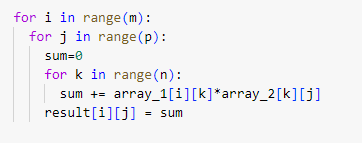 for i in range(m):
  for j in range(p):
    sum=0
    for k in range(n):
      sum += array_1[i][k]*array_2[k][j]
    result[i][j] = sum